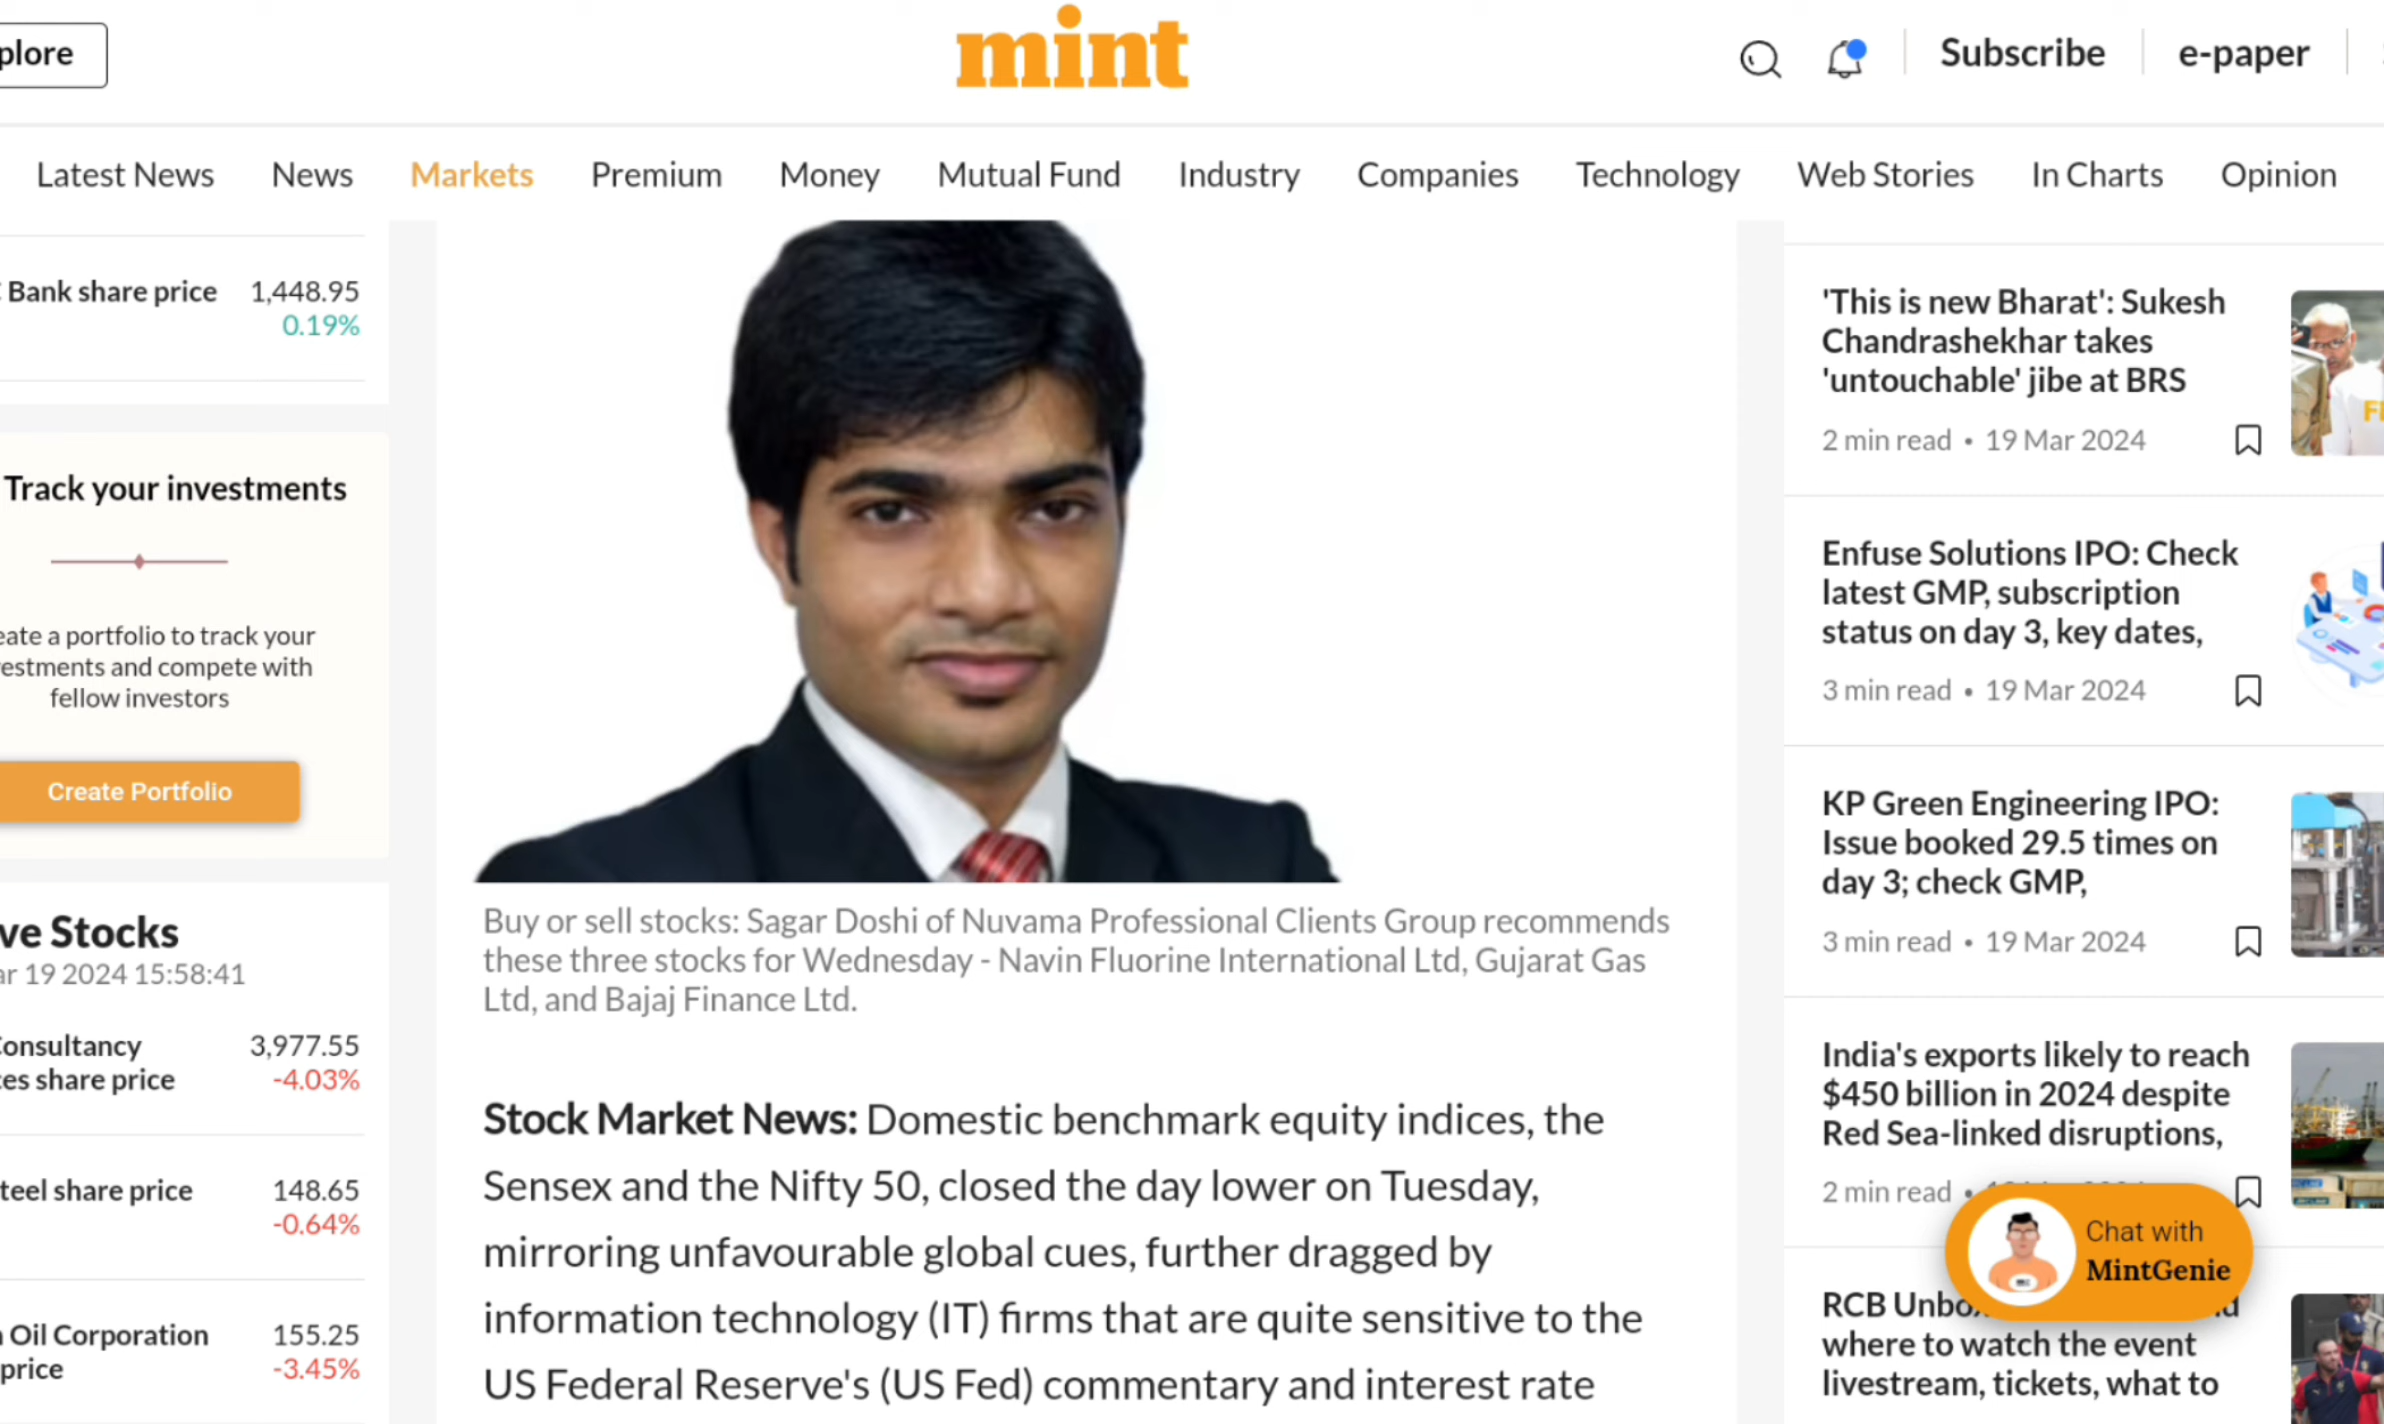 plore
mint
Subscribe
e-paper
Latest News
News
Markets
Premium
Money
Mutual Fund
Industry
Companies
Technology
Web Stories
In Charts
Opinion
Bank share price 1,448.95
0.19%
Track your investments
eate a portfolio to track your
estments and compete with
fellow investors
Create Portfolio
ve Stocks
ar 19 2024 15:58:41
Consultancy 3,977.55
ces share price -4.03%
teel share price 148.65
-0.64%
Oil Corporation 155.25
price -3.45%
Buy or sell stocks: Sagar Doshi of Nuvama Professional Clients Group recommends
these three stocks for Wednesday - Navin Fluorine International Ltd, Gujarat Gas
Ltd, and Bajaj Finance Ltd.
Stock Market News: Domestic benchmark equity indices, the
Sensex and the Nifty 50, closed the day lower on Tuesday,
mirroring unfavourable global cues, further dragged by
information technology (IT) firms that are quite sensitive to the
US Federal Reserve's (US Fed) commentary and interest rate
'This is new Bharat': Sukesh
Chandrashekhar takes
'untouchable' jibe at BRS
2 min read • 19 Mar 2024
Enfuse Solutions IPO: Check
latest GMP, subscription
status on day 3, key dates,
3 min read • 19 Mar 2024
KP Green Engineering IPO:
Issue booked 29.5 times on
day 3; check GMP,
3 min read • 19 Mar 2024
India's exports likely to reach
$450 billion in 2024 despite
Red Sea-linked disruptions,
2 min read •
Chat with
MintGenie
RCB Unbo
where to watch the event
livestream, tickets, what to